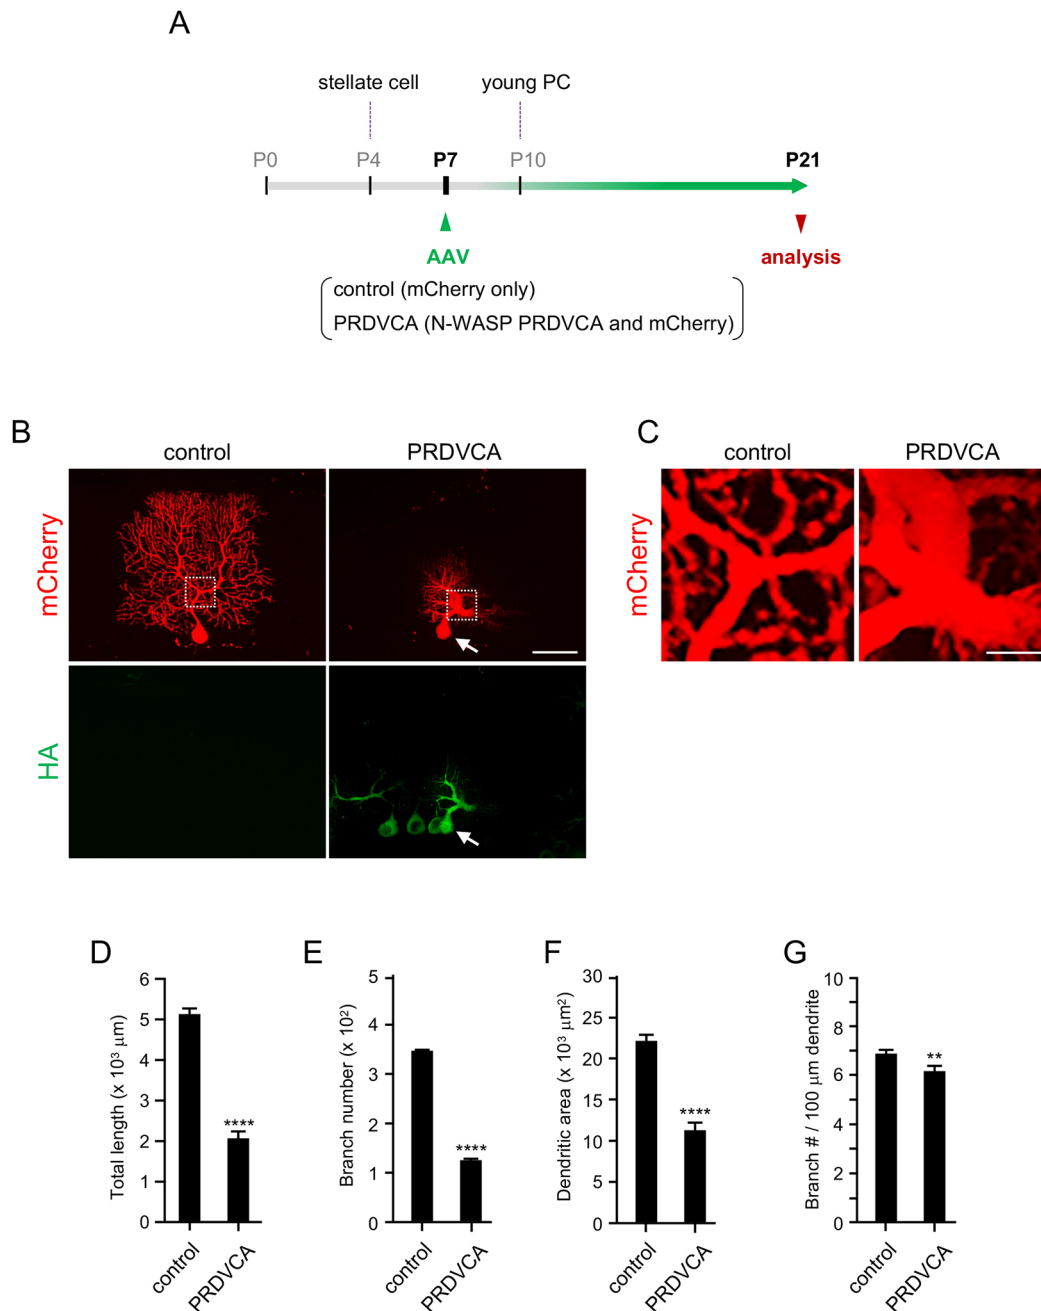 A
stellate cell
young PC
P0
P4
P7
P10
P21
AAV
analysis
control (mCherry only)
PRDVCA (N-WASP PRDVCA and mCherry)
B
control
PRDVCA
mCherry
HA
C
control
PRDVCA
mCherry
D
Total length (x 10³ μm)
6
5
4
3
2
1
0
****
control
PRDVCA
E
Branch number (x 10²)
5
4
3
2
1
0
****
control
PRDVCA
F
Dendritic area (x 10³ μm²)
30
25
20
15
10
5
0
****
control
PRDVCA
G
Branch # / 100 μm dendrite
10
8
6
4
2
0
**
control
PRDVCA